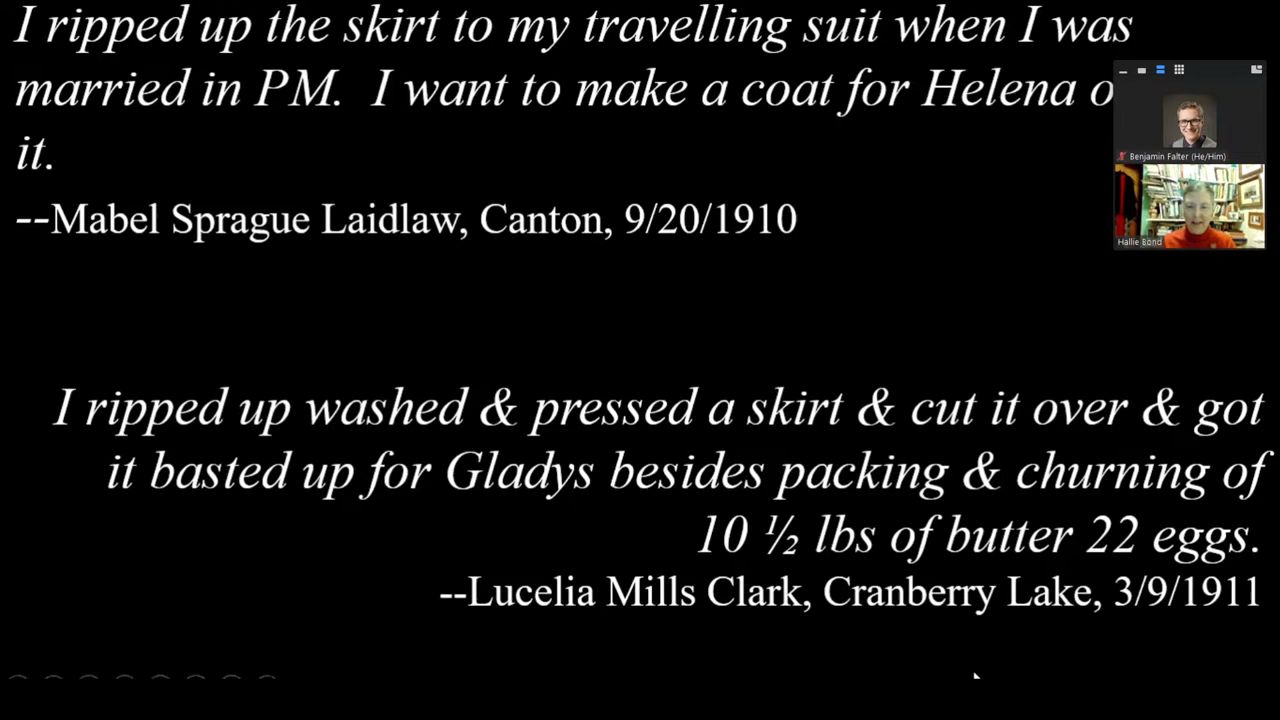 I ripped up the skirt to my travelling suit when I was
married in PM.  I want to make a coat for Helena o
it.
--Mabel Sprague Laidlaw, Canton, 9/20/1910
Benjamin Falter (He/Him)
Hallie Bond
I ripped up washed & pressed a skirt & cut it over & got
it basted up for Gladys besides packing & churning of
10 ½ lbs of butter 22 eggs.
--Lucelia Mills Clark, Cranberry Lake, 3/9/1911